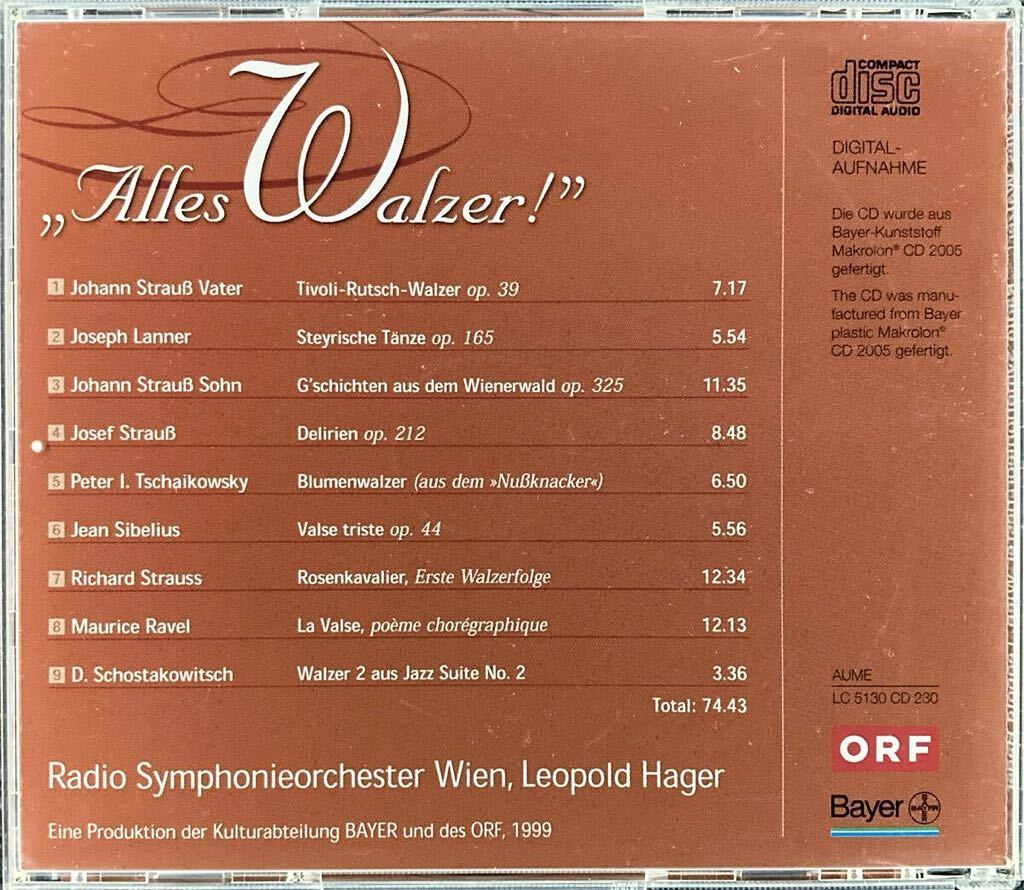 „Alles Walzer!”
1 Johann Strauß Vater Tivoli-Rutsch-Walzer op. 39 7.17
2 Joseph Lanner Steyrische Tänze op. 165 5.54
3 Johann Strauß Sohn G'schichten aus dem Wienerwald op. 325 11.35
4 Josef Strauß Delirien op. 212 8.48
5 Peter I. Tschaikowsky Blumenwalzer (aus dem »Nußknacker«) 6.50
6 Jean Sibelius Valse triste op. 44 5.56
7 Richard Strauss Rosenkavalier, Erste Walzerfolge 12.34
8 Maurice Ravel La Valse, poème chorégraphique 12.13
9 D. Schostakowitsch Walzer 2 aus Jazz Suite No. 2 3.36
Total: 74.43
Radio Symphonieorchester Wien, Leopold Hager
Eine Produktion der Kulturabteilung BAYER und des ORF, 1999
COMPACT
disc
DIGITAL AUDIO
DIGITAL-
AUFNAHME
Die CD wurde aus
Bayer-Kunststoff
Makrolon® CD 2005
gefertigt.
The CD was manu-
factured from Bayer
plastic Makrolon®
CD 2005 gefertigt.
AUME
LC 5130 CD 230
ORF
Bayer BAYER